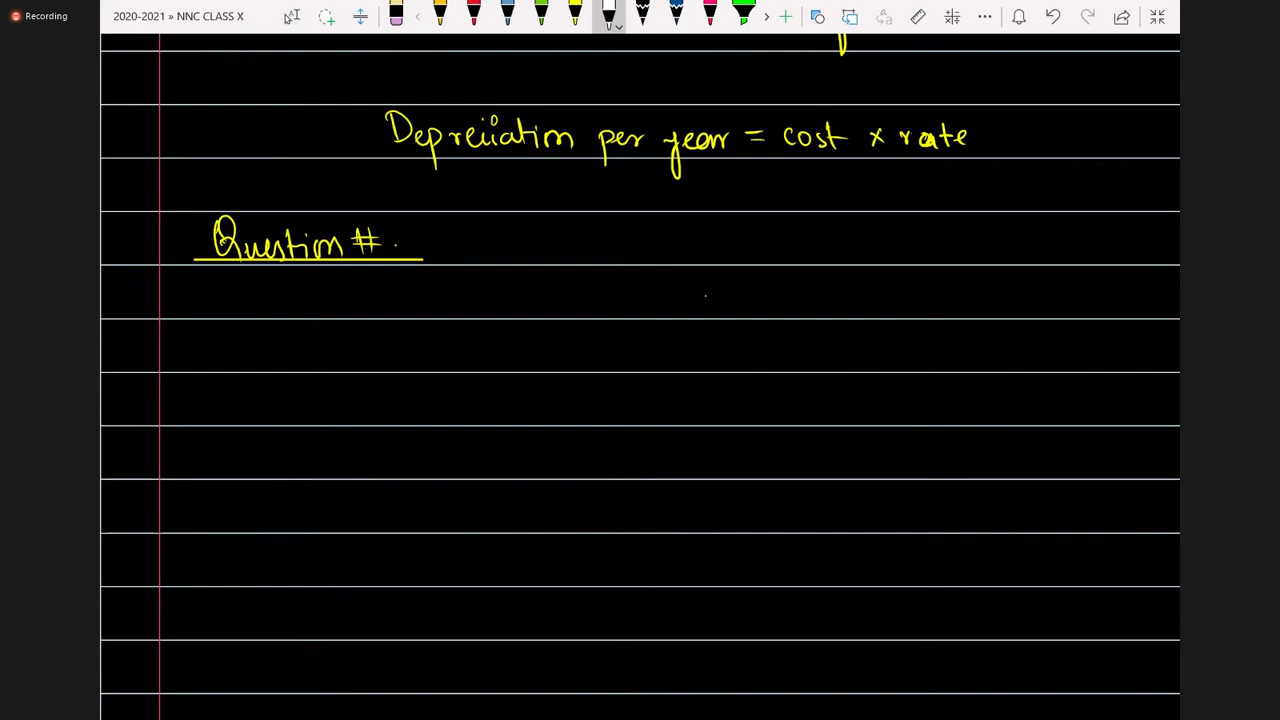 Recording
2020-2021 » NNC CLASS X
Depreciation per year = cost × rate
Question #.